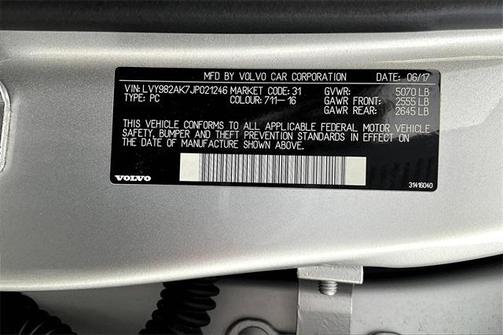 MFD BY VOLVO CAR CORPORATION DATE: 06/17
VIN: LVY982AK7JP021246 MARKET CODE: 31 GVWR: 5070 LB
TYPE: PC COLOUR: 711-16 GAWR FRONT: 2555 LB
GAWR REAR: 2645 LB
THIS VEHICLE CONFORMS TO ALL APPLICABLE FEDERAL MOTOR VEHICLE
SAFETY, BUMPER AND THEFT PREVENTION STANDARDS IN EFFECT ON
THE DATE OF MANUFACTURE SHOWN ABOVE.
VOLVO 31416040